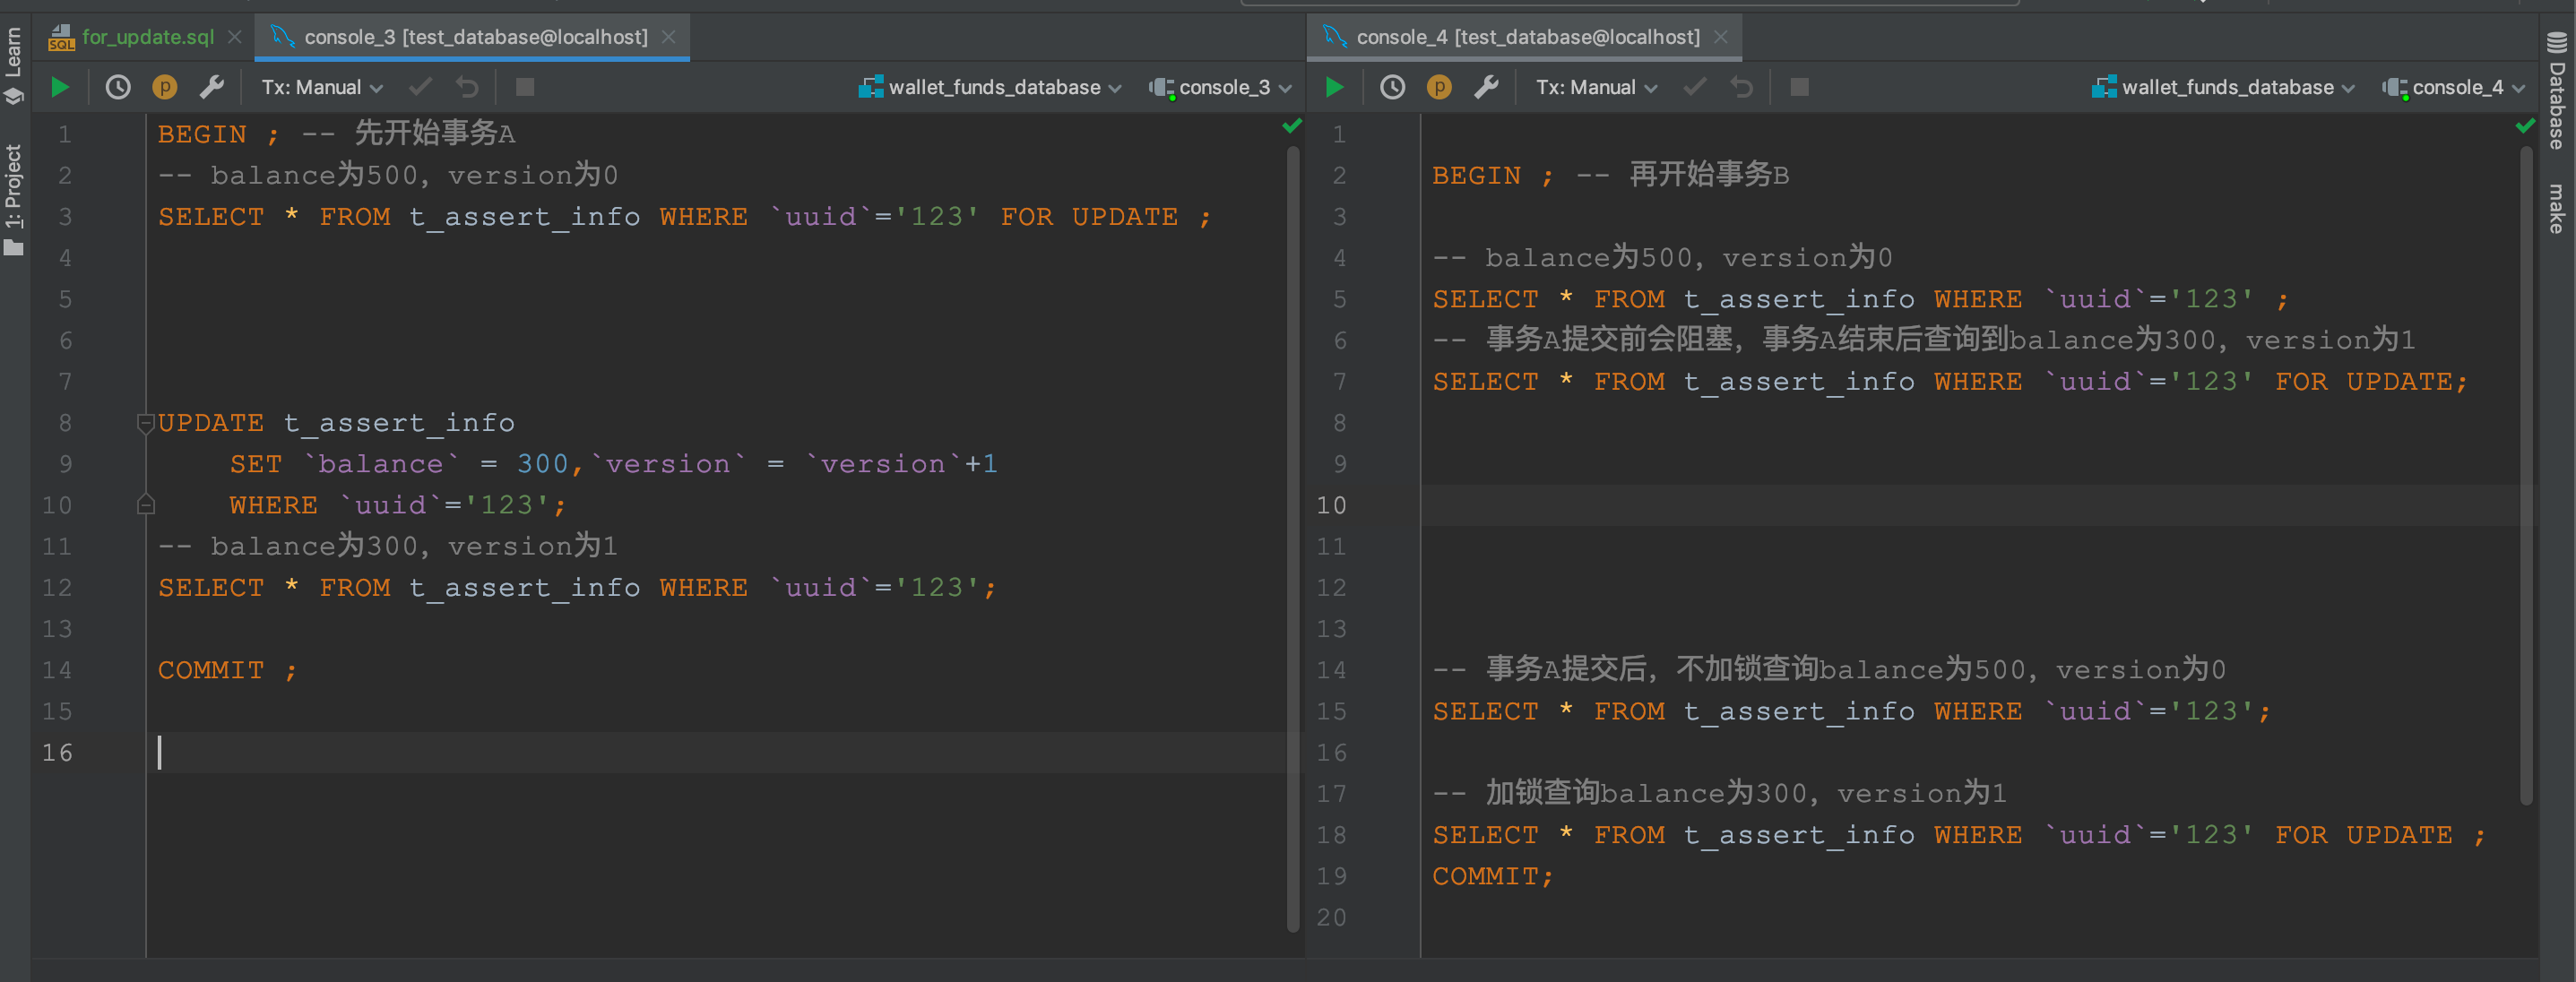 Learn
1: Project
for_update.sql
console_3 [test_database@localhost]
Tx: Manual
wallet_funds_database
console_3
1 BEGIN ; -- 先开始事务A
2 -- balance为500, version为0
3 SELECT * FROM t_assert_info WHERE `uuid`='123' FOR UPDATE ;
4
5
6
7
8 UPDATE t_assert_info
9 SET `balance` = 300,`version` = `version`+1
10 WHERE `uuid`='123';
11 -- balance为300, version为1
12 SELECT * FROM t_assert_info WHERE `uuid`='123';
13
14 COMMIT ;
15
16
console_4 [test_database@localhost]
Tx: Manual
wallet_funds_database
console_4
1
2 BEGIN ; -- 再开始事务B
3
4 -- balance为500, version为0
5 SELECT * FROM t_assert_info WHERE `uuid`='123' ;
6 -- 事务A提交前会阻塞, 事务A结束后查询到balance为300, version为1
7 SELECT * FROM t_assert_info WHERE `uuid`='123' FOR UPDATE;
8
9
10
11
12
13
14 -- 事务A提交后, 不加锁查询balance为500, version为0
15 SELECT * FROM t_assert_info WHERE `uuid`='123';
16
17 -- 加锁查询balance为300, version为1
18 SELECT * FROM t_assert_info WHERE `uuid`='123' FOR UPDATE ;
19 COMMIT;
20
Database
make